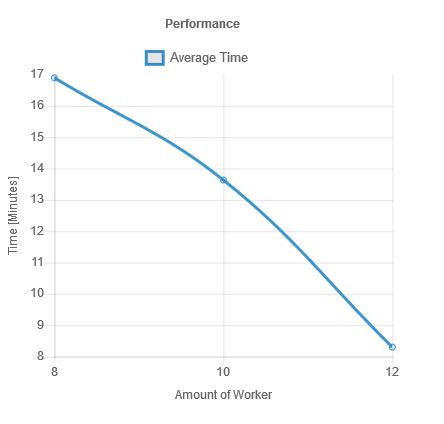 Performance
Average Time
17
16
15
14
13
12
11
10
9
8
Time [Minutes]
8 10 12
Amount of Worker